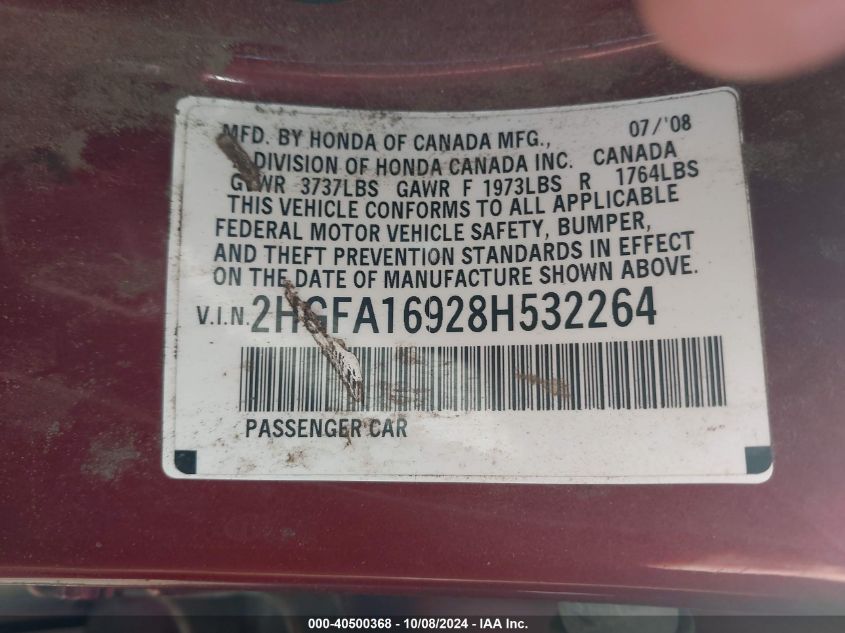 MFD. BY HONDA OF CANADA MFG., 07/'08
DIVISION OF HONDA CANADA INC. CANADA
GVWR 3737LBS GAWR F 1973LBS R 1764LBS
THIS VEHICLE CONFORMS TO ALL APPLICABLE
FEDERAL MOTOR VEHICLE SAFETY, BUMPER,
AND THEFT PREVENTION STANDARDS IN EFFECT
ON THE DATE OF MANUFACTURE SHOWN ABOVE.
V.I.N. 2HGFA16928H532264
PASSENGER CAR
000-40500368 - 10/08/2024 - IAA Inc.